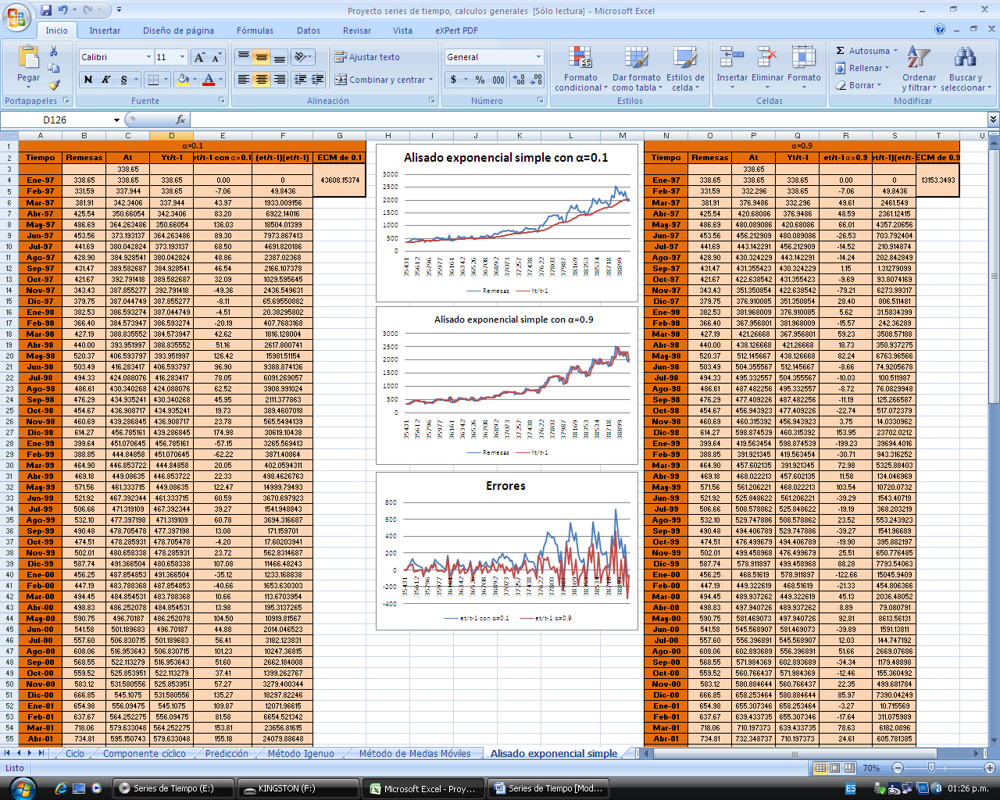 Proyecto series de tiempo, calculos generales [Sólo lectura] - Microsoft Excel
Inicio Insertar Diseño de página Fórmulas Datos Revisar Vista eXpert PDF
Pegar Calibri 11 Ajustar texto General Formato condicional Dar formato como tabla Estilos de celda Insertar Eliminar Formato Autosuma Rellenar Borrar Ordenar y filtrar Buscar y seleccionar
N K S Combinar y centrar $ % 000
Portapapeles Fuente Alineación Número Estilos Celdas Modificar
D126 fx
A B C D E F G H I J K L M N O P Q R S T U
1 α=0.1 α=0.9
2 Tiempo Remesas At Yt/t-1 et/t-1 con α=0.1 (et/t-1)(et/t-1) ECM de 0.1 Tiempo Remesas At Yt/t-1 et/t-1 α=0.9 ECM de 0.9
3 338.65 338.65
4 Ene-97 338.65 338.65 338.65 0.00 0 43608.15374 Ene-97 338.65 338.65 338.65 0.00 0 13153.3493
5 Feb-97 331.59 337.944 338.65 -7.06 49.8436 Feb-97 331.59 332.296 338.65 -7.06 49.8436
6 Mar-97 381.91 342.3406 337.944 43.97 1933.009156 Mar-97 381.91 376.9486 332.296 49.61 2461.549
7 Abr-97 425.54 350.66054 342.3406 83.20 6922.14016 Abr-97 425.54 420.68086 376.9486 48.59 2361.12415
8 May-97 486.69 364.263486 350.66054 136.03 18504.01399 May-97 486.69 480.089086 420.68086 66.01 4357.20656
9 Jun-97 453.56 373.193137 364.263486 89.30 7973.867413 Jun-97 453.56 456.212909 480.089086 -26.53 703.792404
10 Jul-97 441.69 380.042824 373.193137 68.50 4691.820186 Jul-97 441.69 443.142291 456.212909 -14.52 210.914874
11 Ago-97 428.90 384.928541 380.042824 48.86 2387.02368 Ago-97 428.90 430.324229 443.142291 -14.24 202.842849
12 Sep-97 431.47 389.582687 384.928541 46.54 2166.107378 Sep-97 431.47 431.355423 430.324229 1.15 1.31279099
13 Oct-97 421.67 392.791418 389.582687 32.09 1029.595645 Oct-97 421.67 422.638542 431.355423 -9.69 93.8074169
14 Nov-97 343.43 387.855277 392.791418 -49.36 2436.549631 Nov-97 343.43 351.350854 422.638542 -79.21 6273.99317
15 Dic-97 379.75 387.044749 387.855277 -8.11 65.69550882 Dic-97 379.75 376.910085 351.350854 28.40 806.511481
16 Ene-98 382.53 386.593274 387.044749 -4.51 20.38295802 Ene-98 382.53 381.968009 376.910085 5.62 31.5834399
17 Feb-98 366.40 384.573947 386.593274 -20.19 407.7683168 Feb-98 366.40 367.956801 381.968009 -15.57 242.36289
18 Mar-98 427.19 388.835552 384.573947 42.62 1816.128004 Mar-98 427.19 421.26668 367.956801 59.23 3508.57188
19 Abr-98 440.00 393.951997 388.835552 51.16 2617.800741 Abr-98 440.00 438.126668 421.26668 18.73 350.937275
20 May-98 520.37 406.593797 393.951997 126.42 15981.51154 May-98 520.37 512.145667 438.126668 82.24 6763.96566
21 Jun-98 503.49 416.283417 406.593797 96.90 9388.874136 Jun-98 503.49 504.355567 512.145667 -8.66 74.9205678
22 Jul-98 494.33 424.088076 416.283417 78.05 6091.269057 Jul-98 494.33 495.332557 504.355567 -10.03 100.511987
23 Ago-98 486.61 430.340268 424.088076 62.52 3908.991024 Ago-98 486.61 487.482256 495.332557 -8.72 76.0829948
24 Sep-98 476.29 434.935241 430.340268 45.95 2111.377863 Sep-98 476.29 477.409226 487.482256 -11.19 125.266587
25 Oct-98 454.67 436.908717 434.935241 19.73 389.4607018 Oct-98 454.67 456.943923 477.409226 -22.74 517.072379
26 Nov-98 460.69 439.286845 436.908717 23.78 565.5494139 Nov-98 460.69 460.315392 456.943923 3.75 14.0330962
27 Dic-98 614.27 456.785161 439.286845 174.98 30619.10438 Dic-98 614.27 598.874539 460.315392 153.95 23702.0212
28 Ene-99 399.64 451.070645 456.785161 -57.15 3265.569413 Ene-99 399.64 419.563454 598.874539 -199.23 39694.4016
29 Feb-99 388.85 444.84858 451.070645 -62.22 3871.40864 Feb-99 388.85 391.921345 419.563454 -30.71 943.316252
30 Mar-99 464.90 446.853722 444.84858 20.05 402.0594311 Mar-99 464.90 457.602135 391.921345 72.98 5325.88403
31 Abr-99 469.18 449.08635 446.853722 22.33 498.4626763 Abr-99 469.18 468.022213 457.602135 11.58 134.046969
32 May-99 571.56 461.333715 449.08635 122.47 14999.79493 May-99 571.56 561.206221 468.022213 103.54 10720.0732
33 Jun-99 521.92 467.392344 461.333715 60.59 3670.697923 Jun-99 521.92 525.848622 561.206221 -39.29 1543.40719
34 Jul-99 506.66 471.319109 467.392344 39.27 1541.948843 Jul-99 506.66 508.578862 525.848622 -19.19 368.203219
35 Ago-99 532.10 477.397198 471.319109 60.78 3694.316687 Ago-99 532.10 529.747886 508.578862 23.52 553.243923
36 Sep-99 490.48 478.705478 477.397198 13.08 171.159701 Sep-99 490.48 494.406789 529.747886 -39.27 1541.96689
37 Oct-99 474.51 478.285931 478.705478 -4.20 17.60203941 Oct-99 474.51 476.499679 494.406789 -19.90 395.882197
38 Nov-99 502.01 480.658338 478.285931 23.72 562.8314687 Nov-99 502.01 499.458968 476.499679 25.51 650.776485
39 Dic-99 587.74 491.366504 480.658338 107.08 11466.48243 Dic-99 587.74 578.911897 499.458968 88.28 7793.54063
40 Ene-00 456.25 487.854853 491.366504 -35.12 1233.168838 Ene-00 456.25 468.51619 578.911897 -122.66 15045.9409
41 Feb-00 447.19 483.788368 487.854853 -40.66 1653.630303 Feb-00 447.19 449.322619 468.51619 -21.33 454.806366
42 Mar-00 494.45 484.854531 483.788368 10.66 113.6703954 Mar-00 494.45 489.937262 449.322619 45.13 2036.48052
43 Abr-00 498.83 486.252078 484.854531 13.98 195.3137265 Abr-00 498.83 497.940726 489.937262 8.89 79.080791
44 May-00 590.75 496.70187 486.252078 104.50 10919.81567 May-00 590.75 581.469073 497.940726 92.81 8613.56131
45 Jun-00 541.58 501.189683 496.70187 44.88 2014.046523 Jun-00 541.58 545.568907 581.469073 -39.89 1591.13811
46 Jul-00 557.60 506.830715 501.189683 56.41 3182.123831 Jul-00 557.60 556.396891 545.568907 12.03 144.747192
47 Ago-00 608.06 516.953643 506.830715 101.23 10247.36815 Ago-00 608.06 602.893689 556.396891 51.66 2669.07686
48 Sep-00 568.55 522.113279 516.953643 51.60 2662.184008 Sep-00 568.55 571.984369 602.893689 -34.34 1179.48898
49 Oct-00 559.52 525.853951 522.113279 37.41 1399.262767 Oct-00 559.52 560.766437 571.984369 -12.46 155.360492
50 Nov-00 583.12 531.580556 525.853951 57.27 3279.400344 Nov-00 583.12 580.884644 560.766437 22.35 499.681784
51 Dic-00 666.85 545.1075 531.580556 135.27 18297.82246 Dic-00 666.85 658.253464 580.884644 85.97 7390.04249
52 Ene-01 654.98 556.09475 545.1075 109.87 12071.96615 Ene-01 654.98 655.307346 658.253464 -3.27 10.715569
53 Feb-01 637.67 564.252275 556.09475 81.58 6654.521342 Feb-01 637.67 639.433735 655.307346 -17.64 311.075989
54 Mar-01 718.06 579.633048 564.252275 153.81 23656.81615 Mar-01 718.06 710.197373 639.433735 78.63 6182.0896
55 Abr-01 734.81 595.150743 579.633048 155.18 24079.88648 Abr-01 734.81 732.348737 710.197373 24.61 605.781385
Alisado exponencial simple con α=0.1
3000
2500
2000
1500
1000
500
0
35431 35612 35796 35977 36161 36342 36526 36708 36892 37073 37257 37438 37622 37803 37987 38169 38353 38534 38718 38899
Remesas Yt/t-1
Alisado exponencial simple con α=0.9
3000
2500
2000
1500
1000
500
0
35431 35612 35796 35977 36161 36342 36526 36708 36892 37073 37257 37438 37622 37803 37987 38169 38353 38534 38718 38899
Remesas Yt/t-1
Errores
800
600
400
200
0
-200
-400
35431 35612 35796 35977 36161 36342 36526 36708 36892 37073 37257 37438 37622 37803 37987 38169 38353 38534 38718 38899
et/t-1 con α=0.1 et/t-1 α=0.9
Ciclo Componente cíclico Predicción Método Igenuo Método de Medias Móviles Alisado exponencial simple
Listo 70%
Series de Tiempo (E:) KINGSTON (F:) Microsoft Excel - Proy... Series de Tiempo [Mod... ES 01:26 p.m.